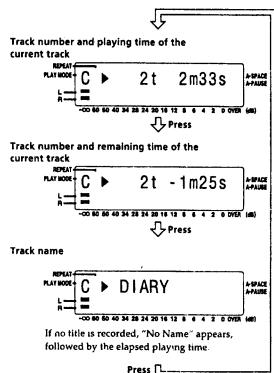 Track number and playing time of the
current track
REPEAT
PLAY MODE
C 2t 2m33s
A-SPACE
A-PAUSE
L
R
-∞ 60 50 40 34 28 24 20 16 12 8 6 4 2 0 OVER (dB)
Press
Track number and remaining time of the
current track
REPEAT
PLAY MODE
C 2t -1m25s
A-SPACE
A-PAUSE
L
R
-∞ 60 50 40 34 28 24 20 16 12 8 6 4 2 0 OVER (dB)
Press
Track name
REPEAT
PLAY MODE
C DIARY
A-SPACE
A-PAUSE
L
R
-∞ 60 50 40 34 28 24 20 16 12 8 6 4 2 0 OVER (dB)
If no title is recorded, "No Name" appears,
followed by the elapsed playing time.
Press